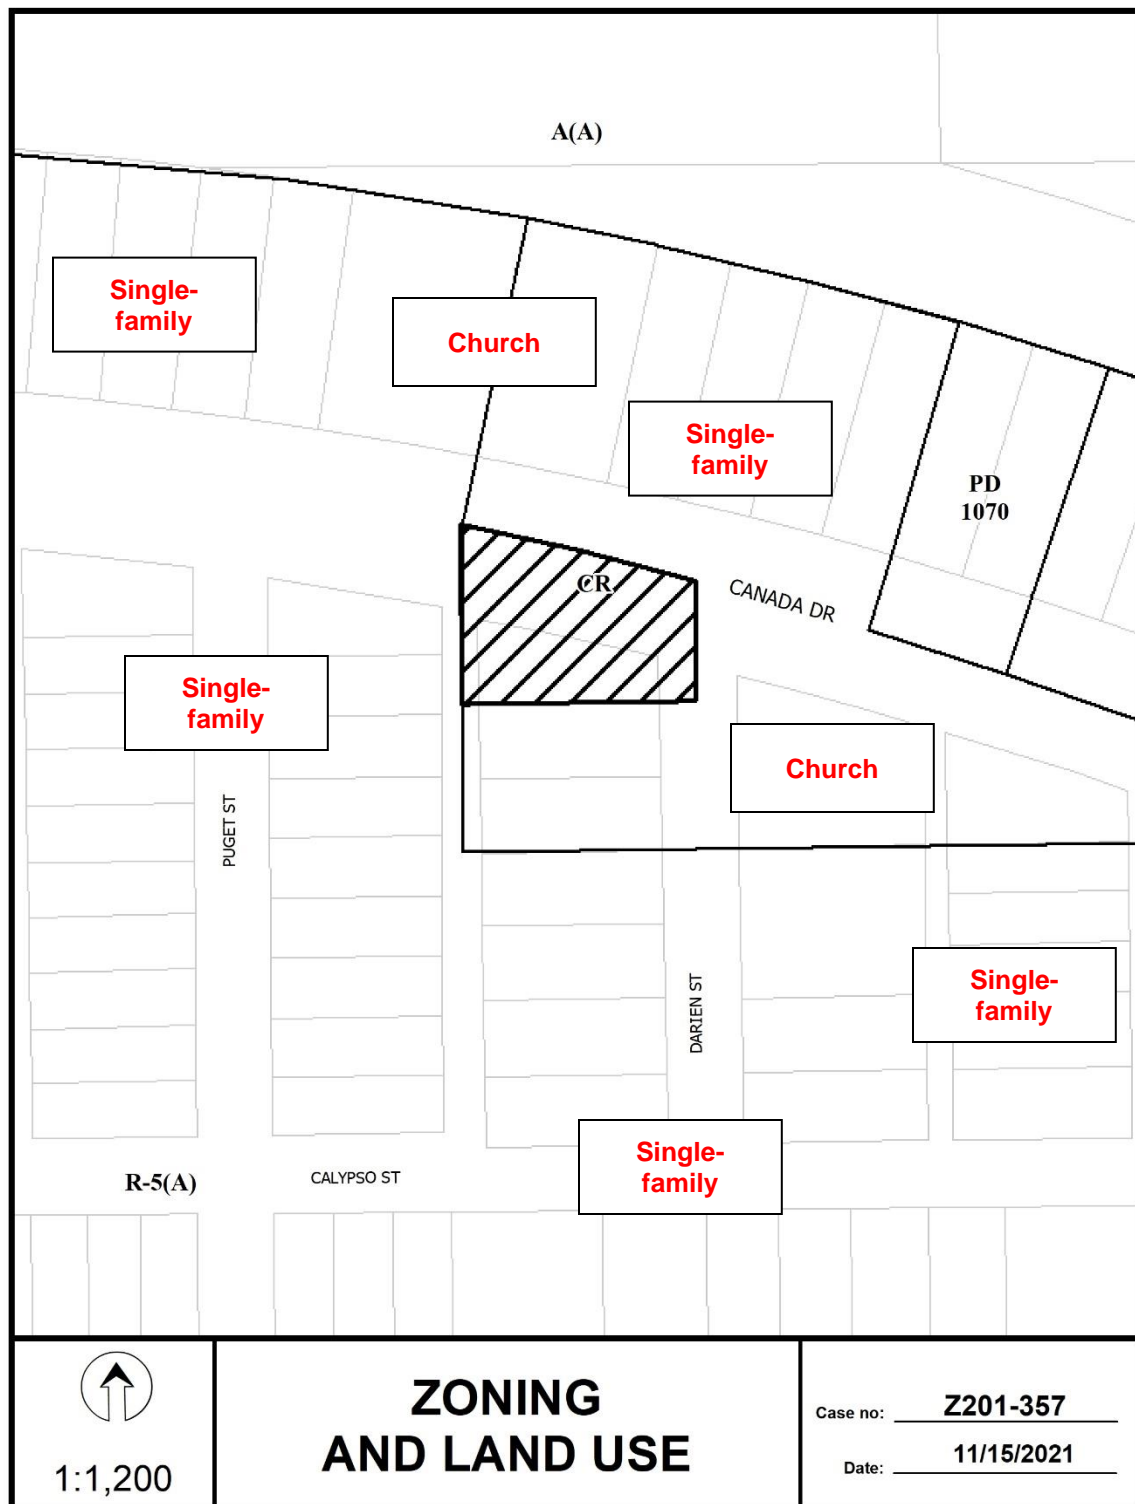 A(A)
Single-
family
Church
Single-
family
PD
1070
CR
CANADA DR
Single-
family
Church
PUGET ST
Single-
family
DARIEN ST
Single-
family
R-5(A)
CALYPSO ST
1:1,200
ZONING
AND LAND USE
Case no: Z201-357
Date: 11/15/2021